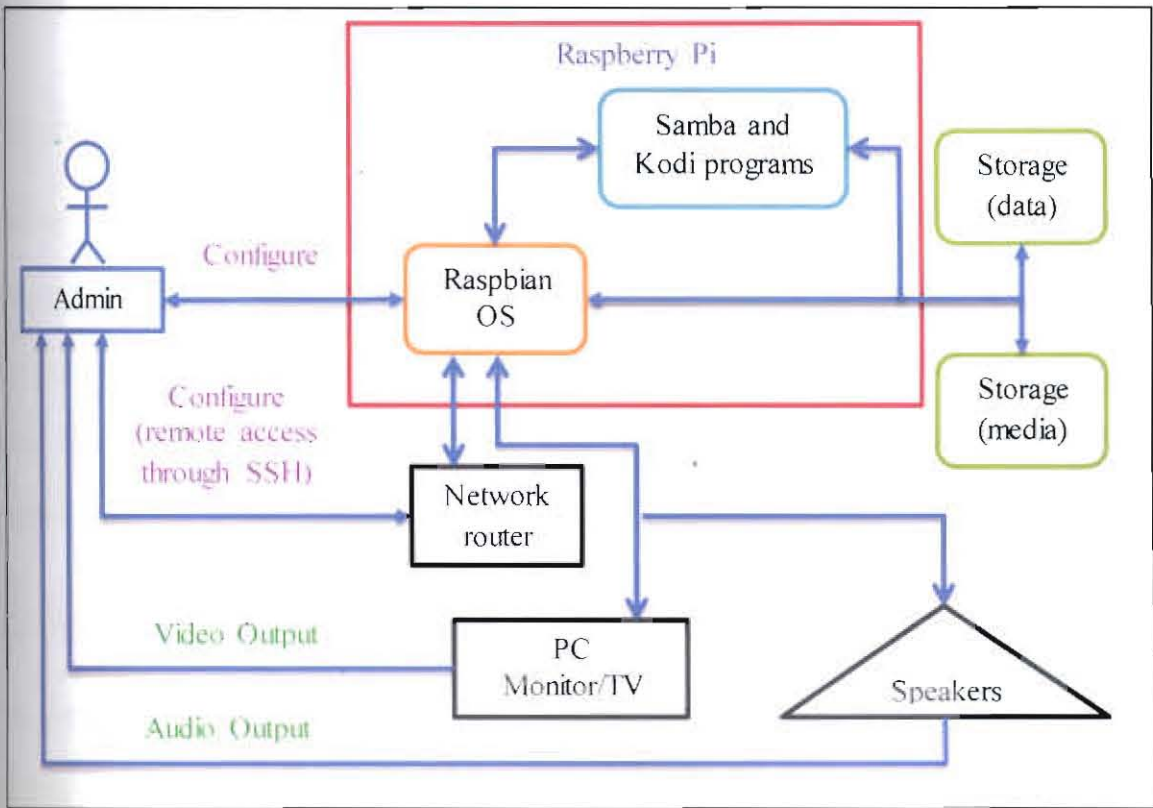 Raspberry Pi
Samba and
Kodi programs
Storage
(data)
Configure
Admin
Raspbian
OS
Storage
(media)
Configure
(remote access
through SSH)
Network
router
Video Output
PC
Monitor/TV
Speakers
Audio Output